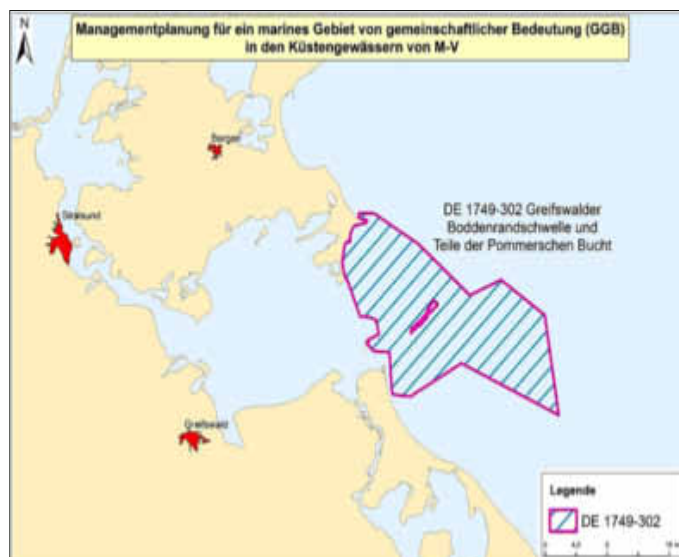 Managementplanung für ein marines Gebiet von gemeinschaftlicher Bedeutung (GGB)
in den Küstengewässern von M-V
N
Bergen
Stralsund
DE 1749-302 Greifswalder
Boddenrandschwelle und
Teile der Pommerschen Bucht
Greifswald
Legende
DE 1749-302